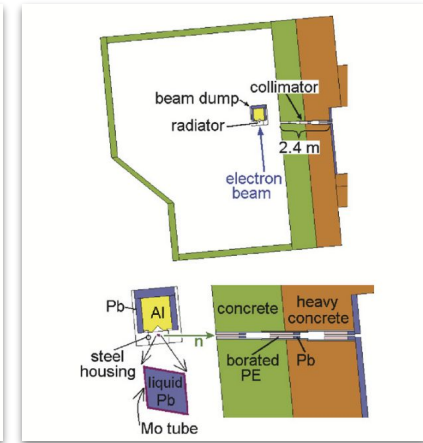 collimator
beam dump
radiator
2.4 m
electron
beam
Pb
Al
concrete
heavy
concrete
n
steel
housing
borated
PE
Pb
liquid
Pb
Mo tube